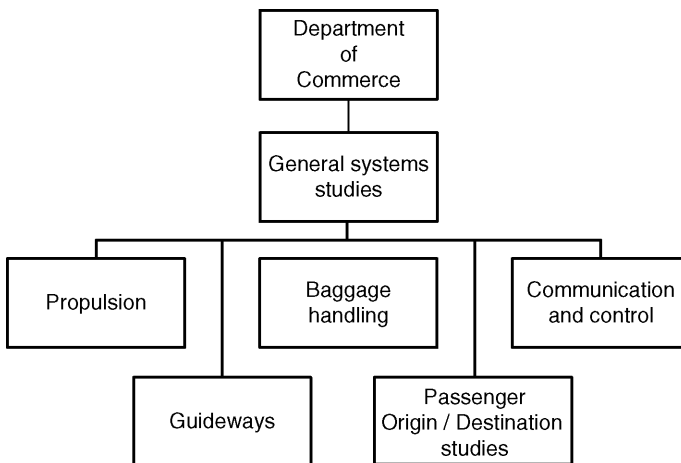 Department
of
Commerce
General systems
studies
Propulsion
Baggage
handling
Communication
and control
Guideways
Passenger
Origin / Destination
studies